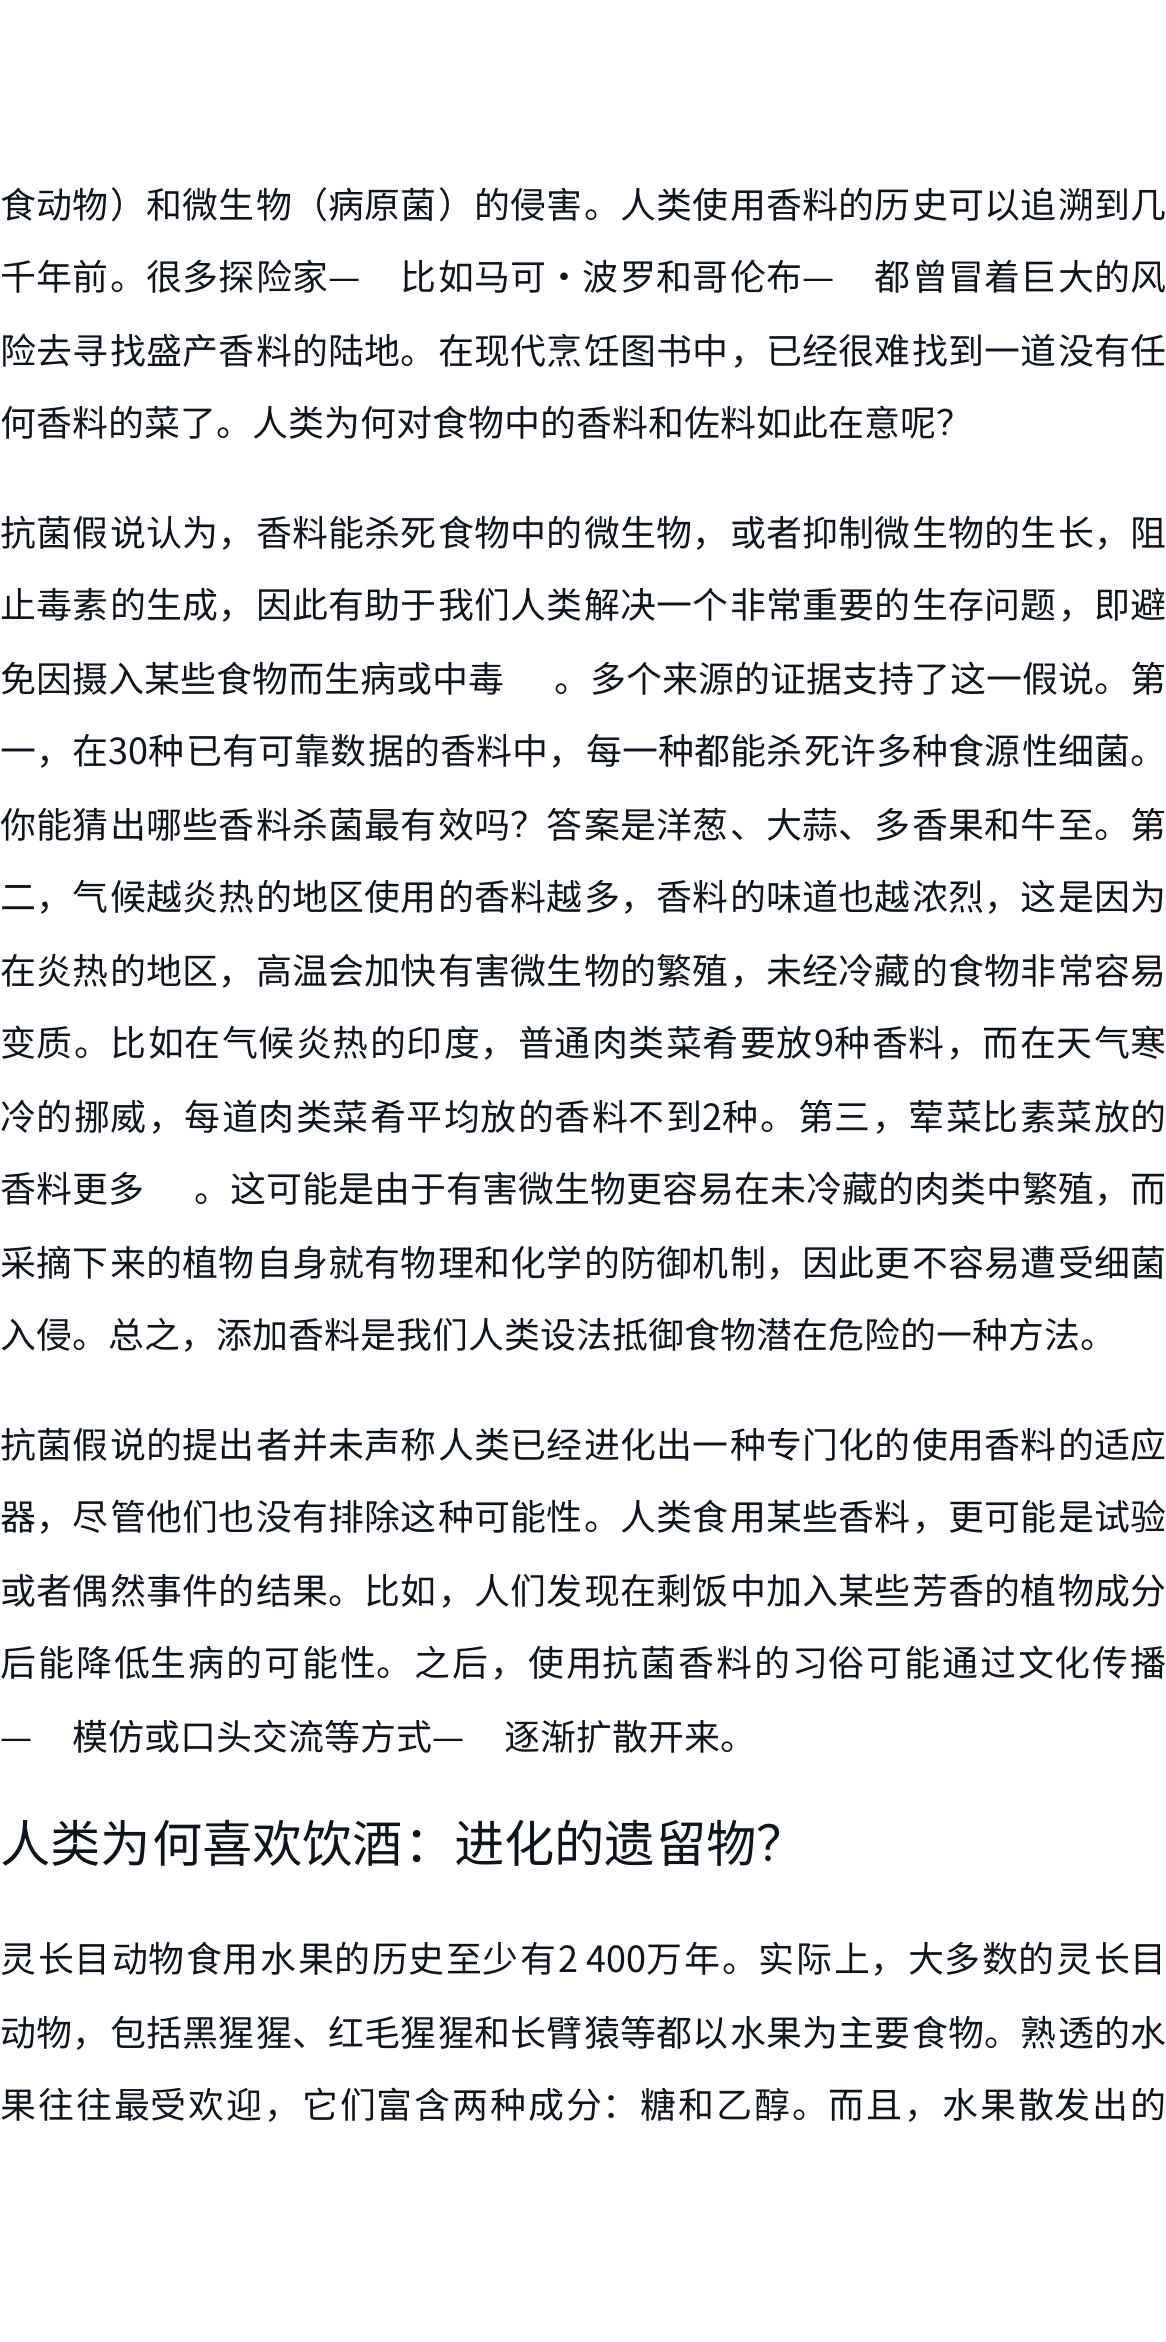 食动物）和微生物（病原菌）的侵害。人类使用香料的历史可以追溯到几
千年前。很多探险家— 比如马可·波罗和哥伦布— 都曾冒着巨大的风
险去寻找盛产香料的陆地。在现代烹饪图书中，已经很难找到一道没有任
何香料的菜了。人类为何对食物中的香料和佐料如此在意呢？
抗菌假说认为，香料能杀死食物中的微生物，或者抑制微生物的生长，阻
止毒素的生成，因此有助于我们人类解决一个非常重要的生存问题，即避
免因摄入某些食物而生病或中毒 。多个来源的证据支持了这一假说。第
一，在30种已有可靠数据的香料中，每一种都能杀死许多种食源性细菌。
你能猜出哪些香料杀菌最有效吗？答案是洋葱、大蒜、多香果和牛至。第
二，气候越炎热的地区使用的香料越多，香料的味道也越浓烈，这是因为
在炎热的地区，高温会加快有害微生物的繁殖，未经冷藏的食物非常容易
变质。比如在气候炎热的印度，普通肉类菜肴要放9种香料，而在天气寒
冷的挪威，每道肉类菜肴平均放的香料不到2种。第三，荤菜比素菜放的
香料更多 。这可能是由于有害微生物更容易在未冷藏的肉类中繁殖，而
采摘下来的植物自身就有物理和化学的防御机制，因此更不容易遭受细菌
入侵。总之，添加香料是我们人类设法抵御食物潜在危险的一种方法。
抗菌假说的提出者并未声称人类已经进化出一种专门化的使用香料的适应
器，尽管他们也没有排除这种可能性。人类食用某些香料，更可能是试验
或者偶然事件的结果。比如，人们发现在剩饭中加入某些芳香的植物成分
后能降低生病的可能性。之后，使用抗菌香料的习俗可能通过文化传播
— 模仿或口头交流等方式— 逐渐扩散开来。
人类为何喜欢饮酒：进化的遗留物？
灵长目动物食用水果的历史至少有2 400万年。实际上，大多数的灵长目
动物，包括黑猩猩、红毛猩猩和长臂猿等都以水果为主要食物。熟透的水
果往往最受欢迎，它们富含两种成分：糖和乙醇。而且，水果散发出的